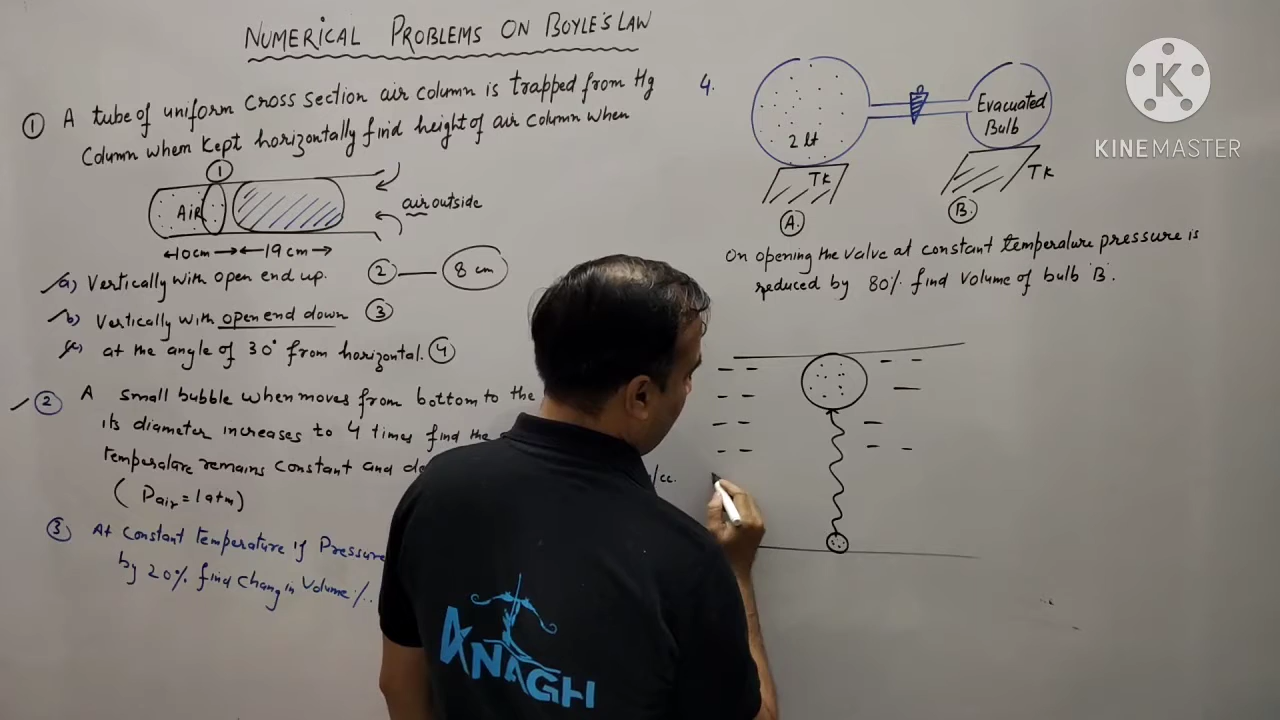 NUMERICAL PROBLEMS ON BOYLE'S LAW
① A tube of uniform cross section air column is trapped from Hg
Column when kept horizontally find height of air column when
①
Air
air outside
10 cm 19 cm
a) Vertically with open end up. ② — 8 cm
b) Vertically with open end down ③
c) at the angle of 30° from horizontal. ④
② A small bubble when moves from bottom to the
its diameter increases to 4 times find the
temperature remains constant and
/cc.
(Pair = 1 atm)
③ At constant temperature if Pressure
by 20% find Chang in Volume %.
4.
2 lt
Evacuated
Bulb
TK
TK
A.
B.
On opening the valve at constant temperature pressure is
reduced by 80% find volume of bulb 'B'.
K
KINEMASTER
ANAGH